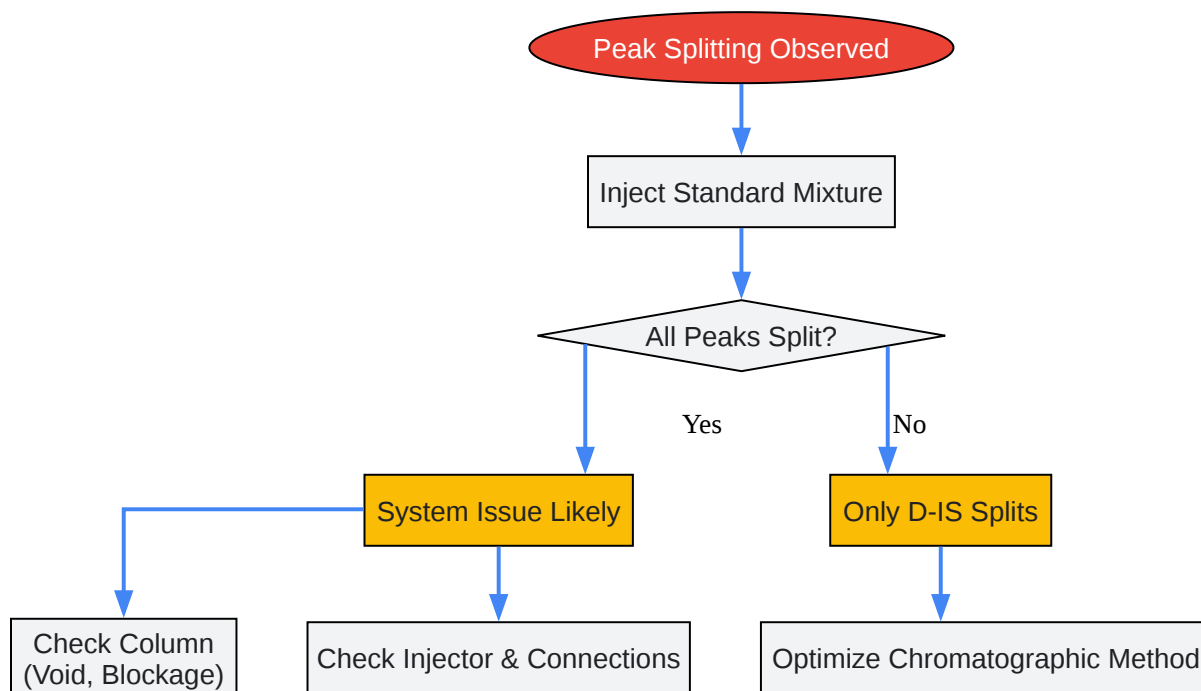 Peak Splitting Observed
Inject Standard Mixture
All Peaks Split?
Yes
No
System Issue Likely
Only D-IS Splits
Check Column
(Void, Blockage)
Check Injector & Connections
Optimize Chromatographic Method